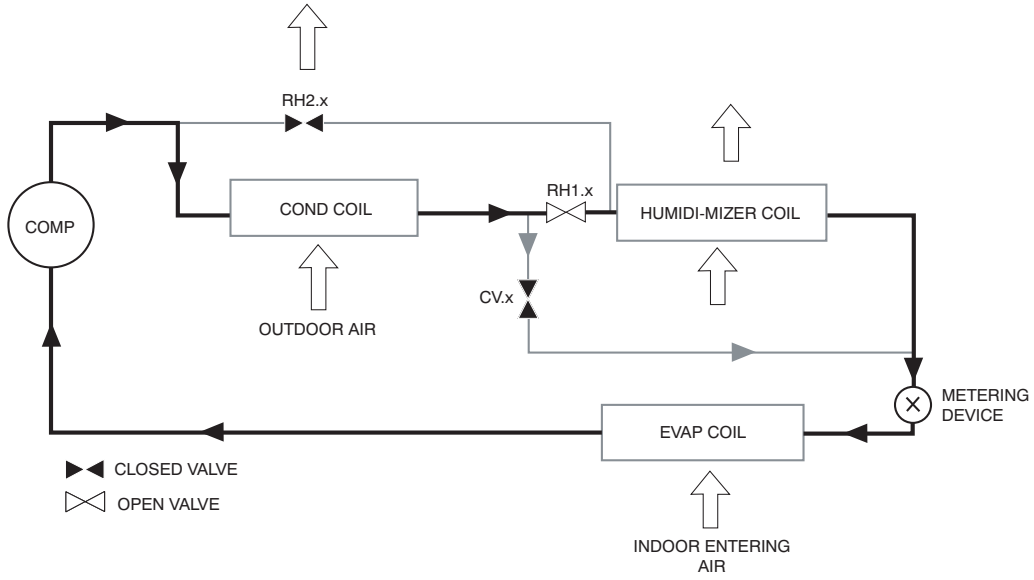 RH2.x
COMP
COND COIL
RH1.x
HUMIDI-MIZER COIL
CV.x
OUTDOOR AIR
METERING
DEVICE
EVAP COIL
CLOSED VALVE
OPEN VALVE
INDOOR ENTERING
AIR